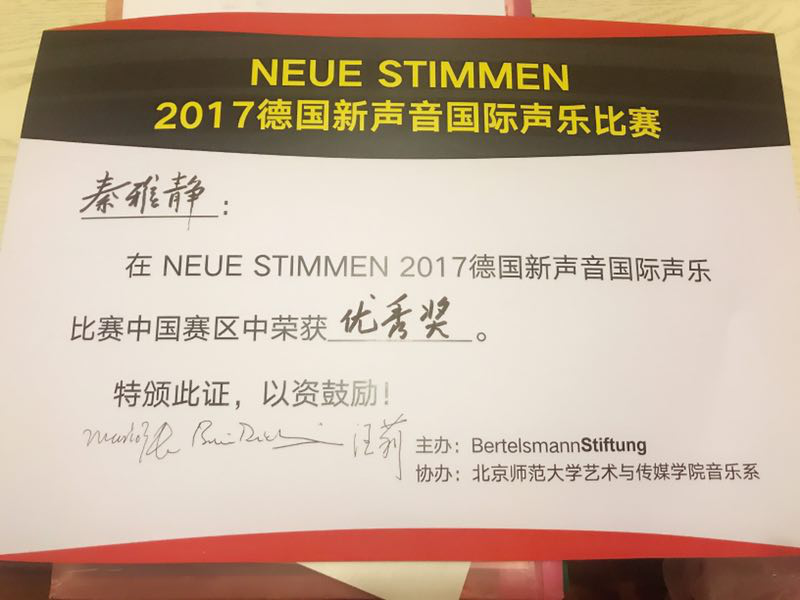 NEUE STIMMEN
2017德国新声音国际声乐比赛
秦雅静：
在 NEUE STIMMEN 2017德国新声音国际声乐
比赛中国赛区中荣获优秀奖。
特颁此证，以资鼓励！
汪莉
主办：BertelsmannStiftung
协办：北京师范大学艺术与传媒学院音乐系